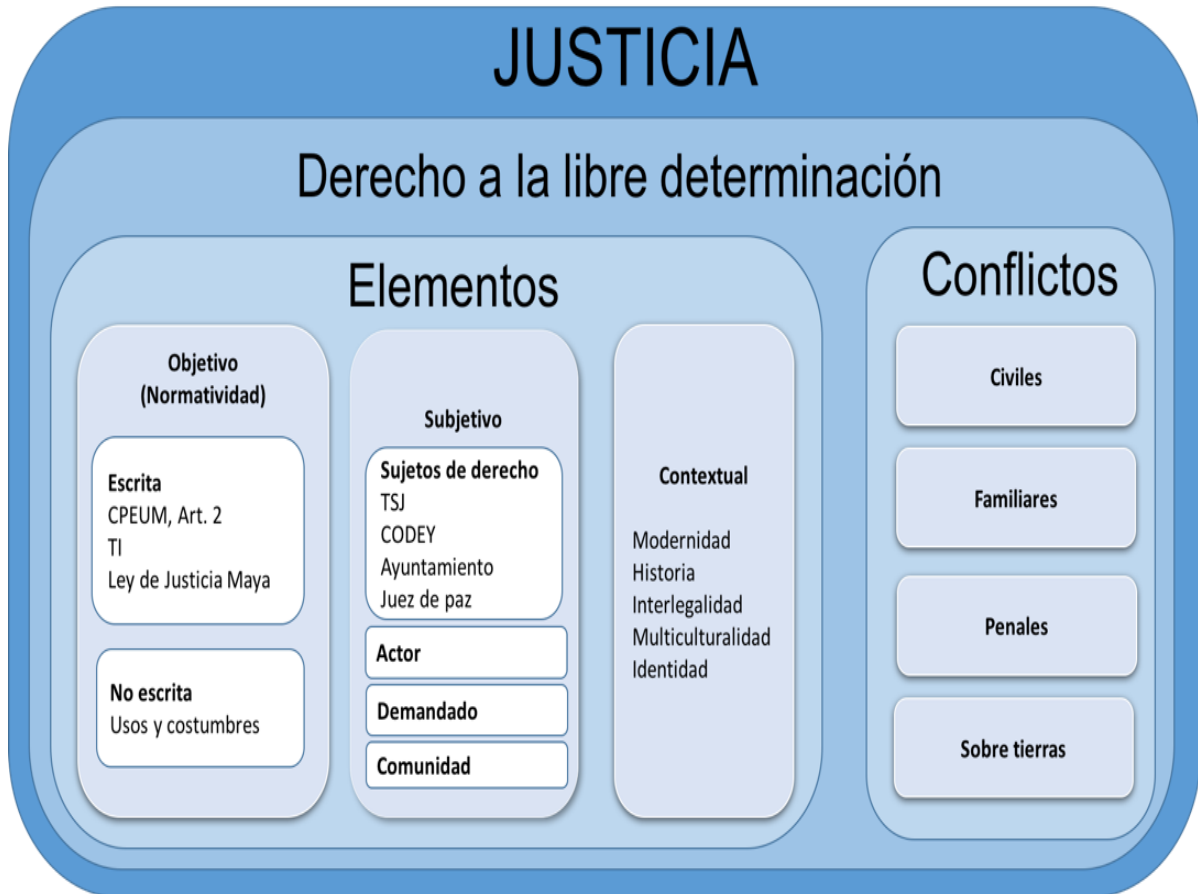 JUSTICIA
Derecho a la libre determinación
Elementos
Objetivo
(Normatividad)
Escrita
CPEUM, Art. 2
TI
Ley de Justicia Maya
No escrita
Usos y costumbres
Subjetivo
Sujetos de derecho
TSJ
CODEY
Ayuntamiento
Juez de paz
Actor
Demandado
Comunidad
Contextual
Modernidad
Historia
Interlegalidad
Multiculturalidad
Identidad
Conflictos
Civiles
Familiares
Penales
Sobre tierras